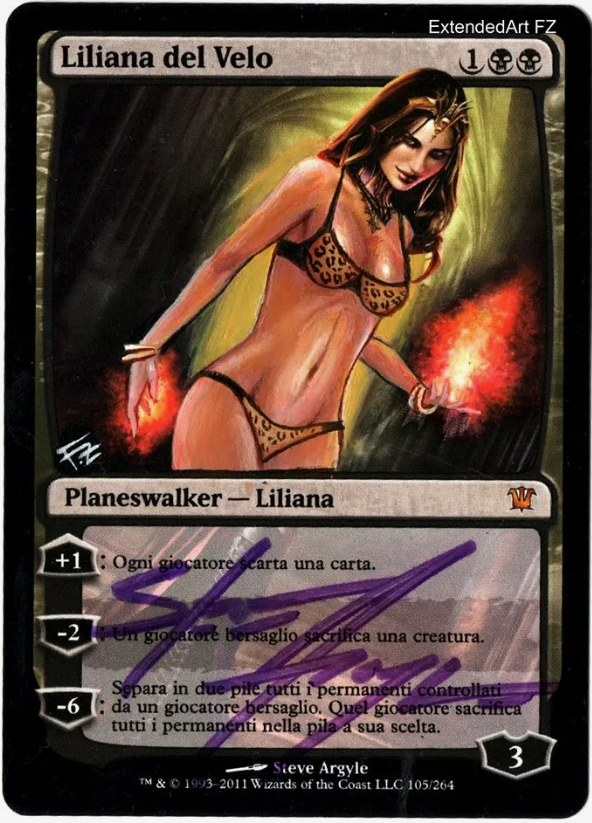 ExtendedArt FZ
Liliana del Velo
1
F.Z
Planeswalker — Liliana
+1: Ogni giocatore scarta una carta.
-2: Un giocatore bersaglio sacrifica una creatura.
-6: Separa in due pile tutti i permanenti controllati
da un giocatore bersaglio. Quel giocatore sacrifica
tutti i permanenti nella pila a sua scelta.
3
Steve Argyle
™ & © 1993–2011 Wizards of the Coast LLC 105/264